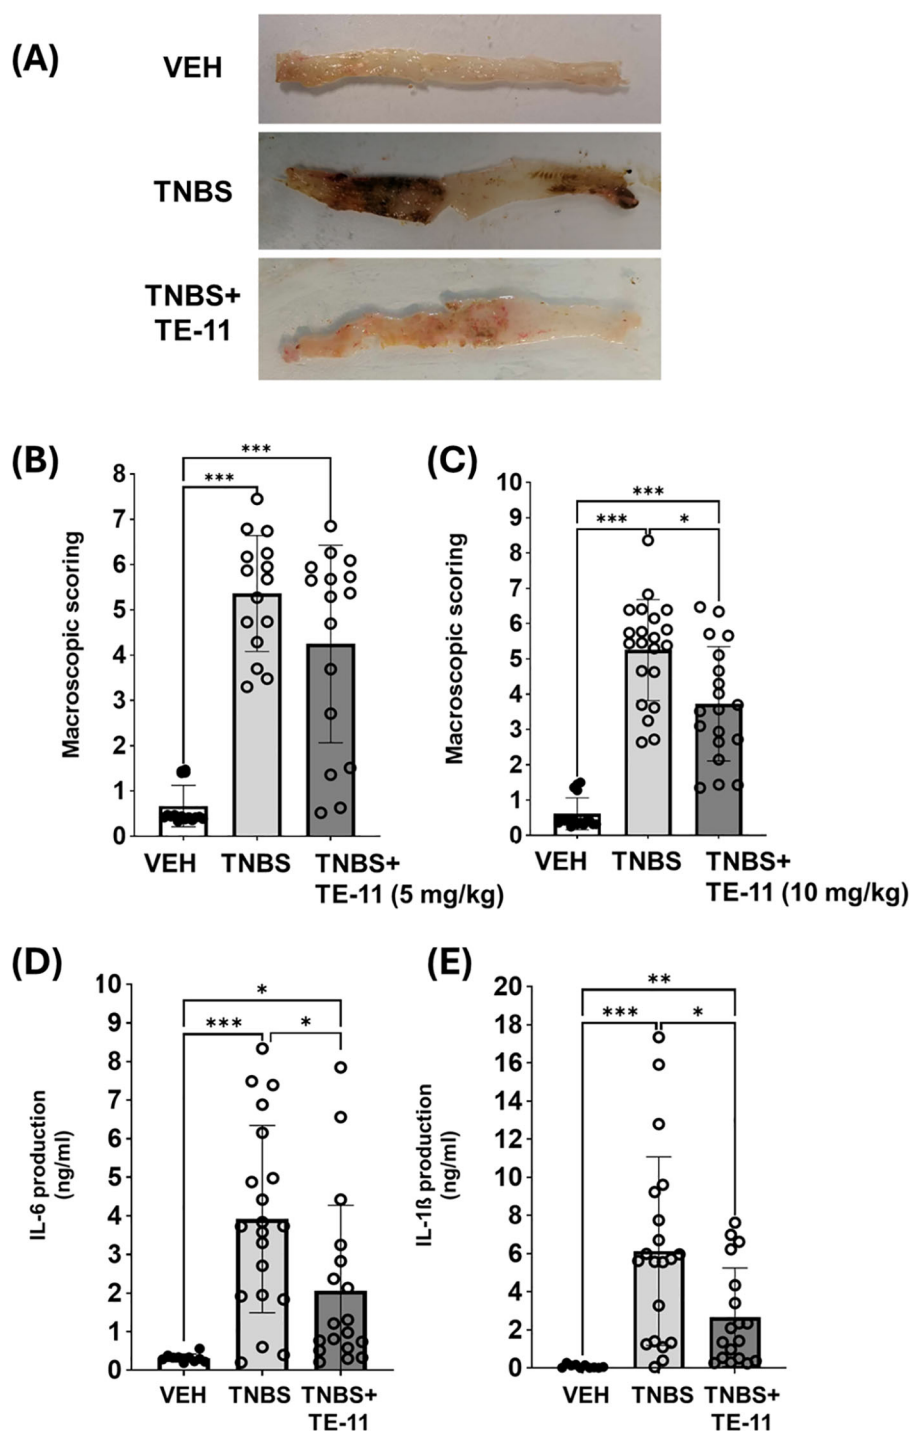 (A)
VEH
TNBS
TNBS+
TE-11
(B)
Macroscopic scoring
8
7
6
5
4
3
2
1
0
***
***
VEH
TNBS
TNBS+
TE-11 (5 mg/kg)
(C)
Macroscopic scoring
10
9
8
7
6
5
4
3
2
1
0
***
***
*
VEH
TNBS
TNBS+
TE-11 (10 mg/kg)
(D)
IL-6 production
(ng/ml)
10
9
8
7
6
5
4
3
2
1
0
*
***
*
VEH
TNBS
TNBS+
TE-11
(E)
IL-1ß production
(ng/ml)
20
18
16
14
12
10
8
6
4
2
0
**
***
*
VEH
TNBS
TNBS+
TE-11